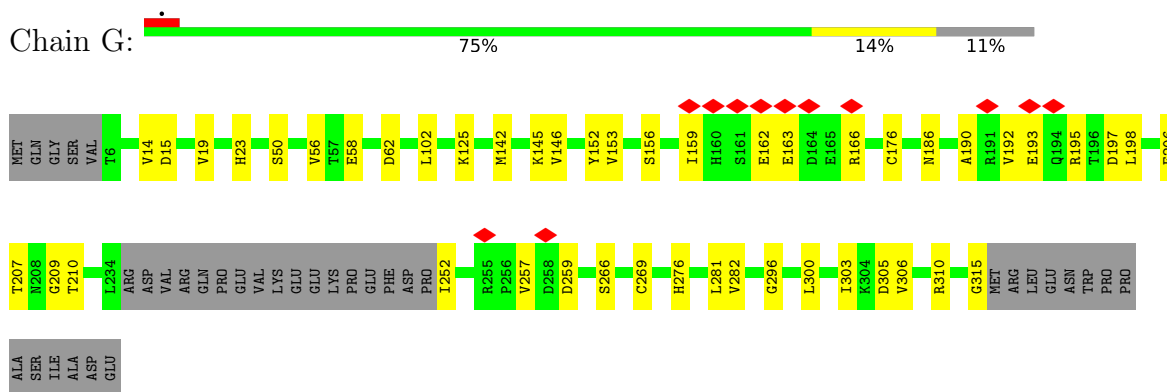 Chain G:
75% 14% 11%
MET GLN GLY SER VAL T6 V14 D15 V19 H23 S50 V56 T57 E58 D62 L102 K125 M142 K145 V146 Y152 V153 S156 I159 H160 S161 E162 E163 D164 E165 R166 C176 N186 A190 R191 V192 E193 Q194 R195 T196 D197 L198
T207 N208 G209 T210 L234 ARG ASP VAL ARG GLN PRO GLU VAL LYS GLU GLU LYS PRO GLU PHE ASP PRO I252 R255 P256 V257 D258 D259 S266 C269 H276 L281 V282 G296 L300 I303 K304 D305 V306 R310 G315 MET ARG LEU GLU ASN TRP PRO PRO
ALA SER ILE ALA ASP GLU